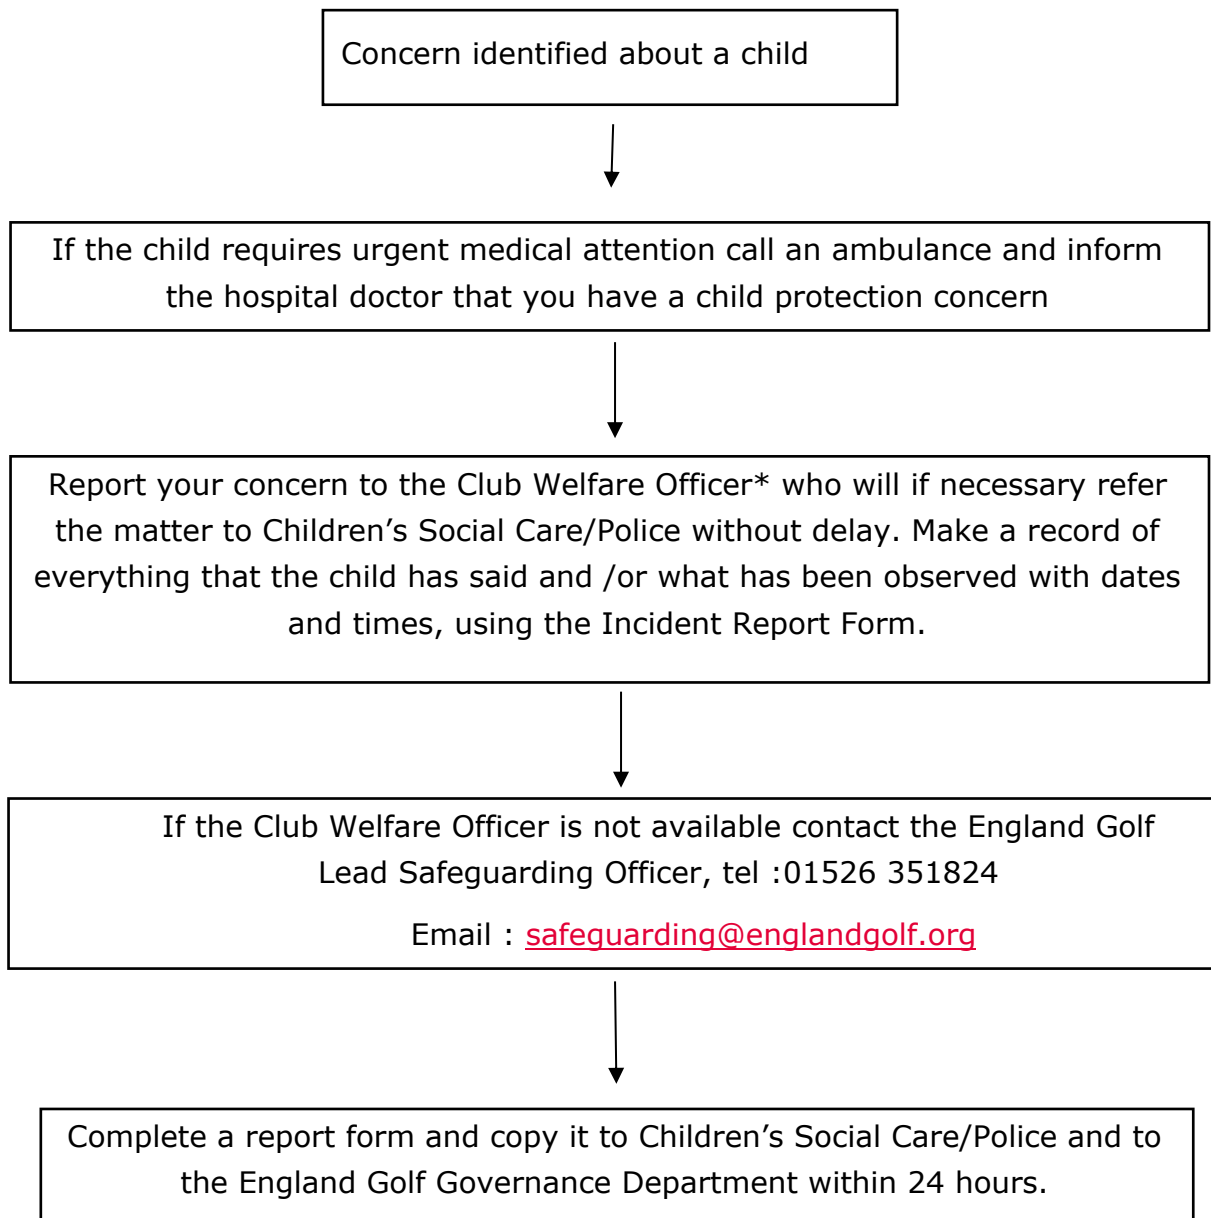 Concern identified about a child
If the child requires urgent medical attention call an ambulance and inform
the hospital doctor that you have a child protection concern
Report your concern to the Club Welfare Officer* who will if necessary refer
the matter to Children’s Social Care/Police without delay. Make a record of
everything that the child has said and /or what has been observed with dates
and times, using the Incident Report Form.
If the Club Welfare Officer is not available contact the England Golf
Lead Safeguarding Officer, tel :01526 351824
Email : safeguarding@englandgolf.org
Complete a report form and copy it to Children’s Social Care/Police and to
the England Golf Governance Department within 24 hours.